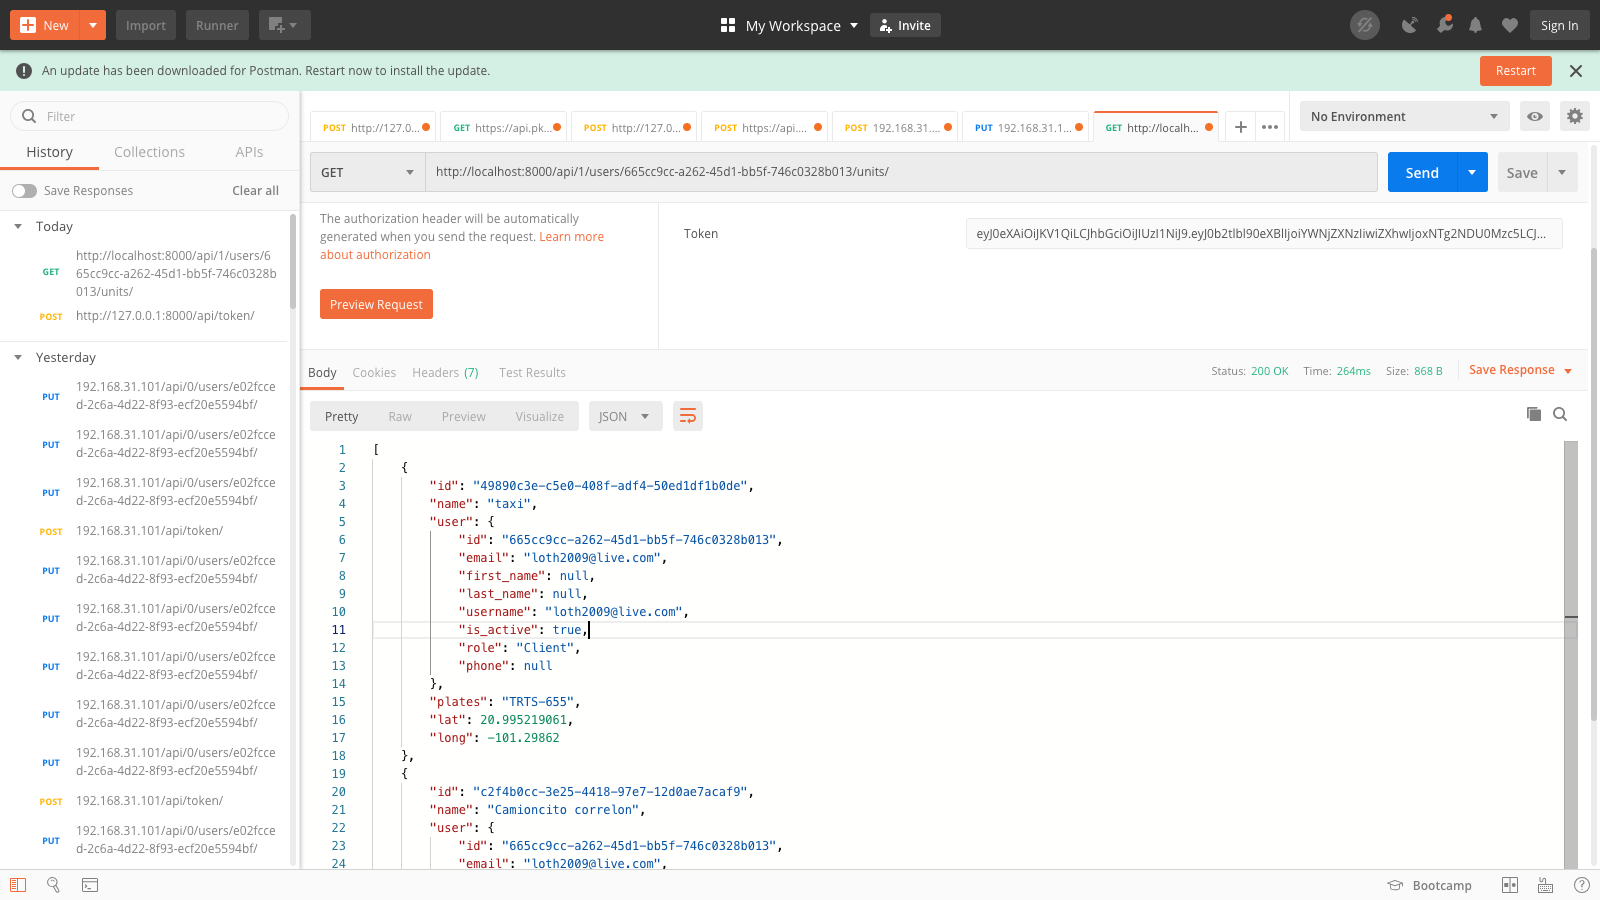 New Import Runner My Workspace Invite Sign In
An update has been downloaded for Postman. Restart now to install the update. Restart
Filter
History Collections APIs
Save Responses Clear all
Today
GET http://localhost:8000/api/1/users/6
65cc9cc-a262-45d1-bb5f-746c0328b
013/units/
POST http://127.0.0.1:8000/api/token/
Yesterday
PUT 192.168.31.101/api/0/users/e02fcce
d-2c6a-4d22-8f93-ecf20e5594bf/
PUT 192.168.31.101/api/0/users/e02fcce
d-2c6a-4d22-8f93-ecf20e5594bf/
PUT 192.168.31.101/api/0/users/e02fcce
d-2c6a-4d22-8f93-ecf20e5594bf/
POST 192.168.31.101/api/token/
PUT 192.168.31.101/api/0/users/e02fcce
d-2c6a-4d22-8f93-ecf20e5594bf/
PUT 192.168.31.101/api/0/users/e02fcce
d-2c6a-4d22-8f93-ecf20e5594bf/
PUT 192.168.31.101/api/0/users/e02fcce
d-2c6a-4d22-8f93-ecf20e5594bf/
PUT 192.168.31.101/api/0/users/e02fcce
d-2c6a-4d22-8f93-ecf20e5594bf/
PUT 192.168.31.101/api/0/users/e02fcce
d-2c6a-4d22-8f93-ecf20e5594bf/
POST 192.168.31.101/api/token/
PUT 192.168.31.101/api/0/users/e02fcce
d-2c6a-4d22-8f93-ecf20e5594bf/
POST http://127.0... GET https://api.pk... POST http://127.0... POST https://api.... POST 192.168.31.... PUT 192.168.31.1... GET http://localh... No Environment
GET http://localhost:8000/api/1/users/665cc9cc-a262-45d1-bb5f-746c0328b013/units/ Send Save
The authorization header will be automatically
generated when you send the request. Learn more
about authorization
Preview Request
Token
Body Cookies Headers (7) Test Results Status: 200 OK Time: 264ms Size: 868 B Save Response
Pretty Raw Preview Visualize JSON
1 [
2 {
3 "id": "49890c3e-c5e0-408f-adf4-50ed1df1b0de",
4 "name": "taxi",
5 "user": {
6 "id": "665cc9cc-a262-45d1-bb5f-746c0328b013",
7 "email": "loth2009@live.com",
8 "first_name": null,
9 "last_name": null,
10 "username": "loth2009@live.com",
11 "is_active": true,
12 "role": "Client",
13 "phone": null
14 },
15 "plates": "TRTS-655",
16 "lat": 20.995219061,
17 "long": -101.29862
18 },
19 {
20 "id": "c2f4b0cc-3e25-4418-97e7-12d0ae7acaf9",
21 "name": "Camioncito correlon",
22 "user": {
23 "id": "665cc9cc-a262-45d1-bb5f-746c0328b013",
24 "email": "loth2009@live.com",
Bootcamp